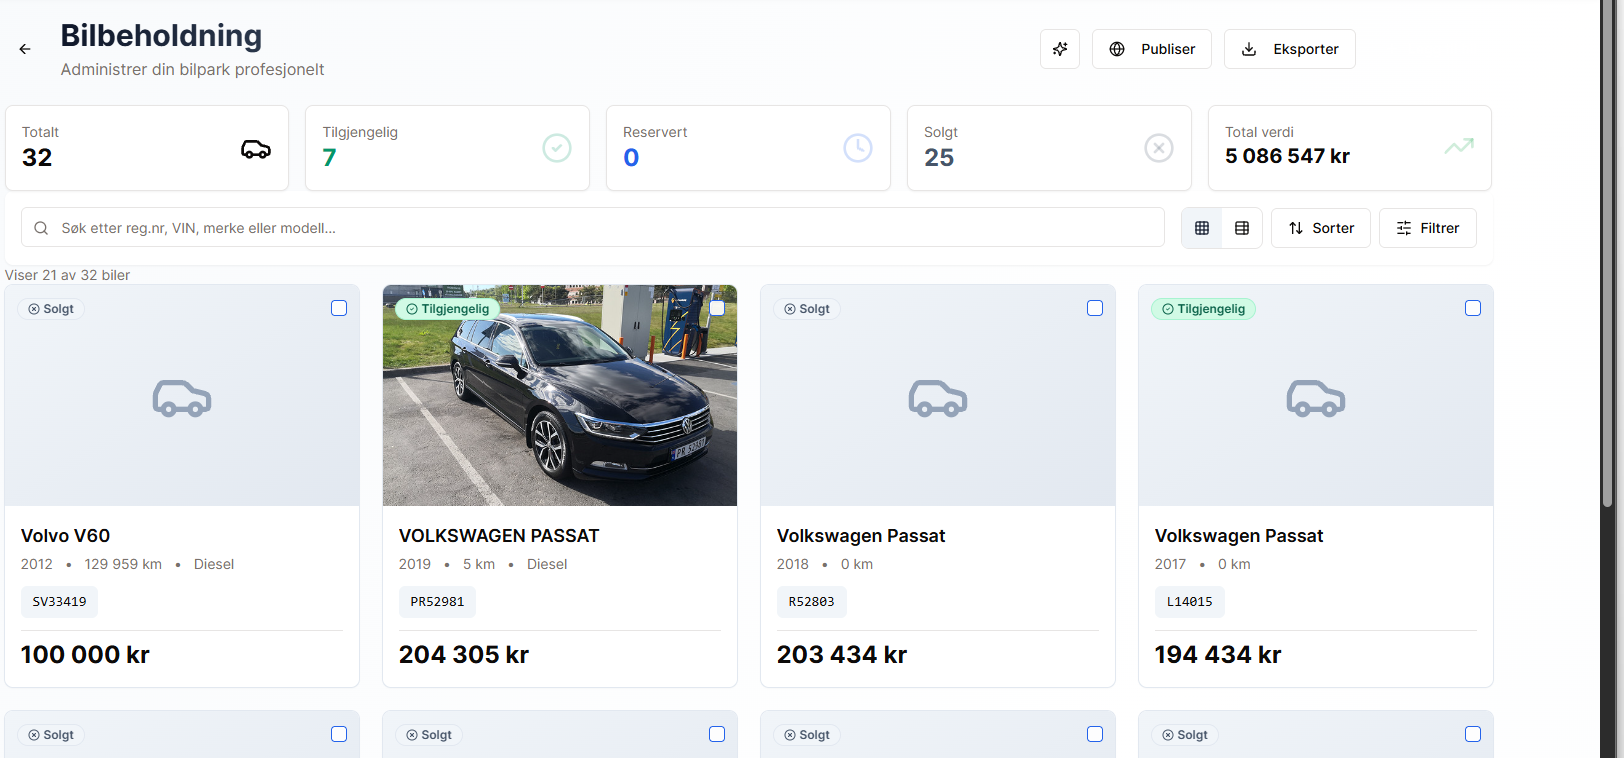 Bilbeholdning
Administrer din bilpark profesjonelt
Publiser
Eksporter
Totalt
32
Tilgjengelig
7
Reservert
0
Solgt
25
Total verdi
5 086 547 kr
Søk etter reg.nr, VIN, merke eller modell...
Sorter
Filtrer
Viser 21 av 32 biler
Solgt
Volvo V60
2012 • 129 959 km • Diesel
SV33419
100 000 kr
Tilgjengelig
VOLKSWAGEN PASSAT
2019 • 5 km • Diesel
PR52981
204 305 kr
Solgt
Volkswagen Passat
2018 • 0 km
R52803
203 434 kr
Tilgjengelig
Volkswagen Passat
2017 • 0 km
L14015
194 434 kr
Solgt
Solgt
Solgt
Solgt